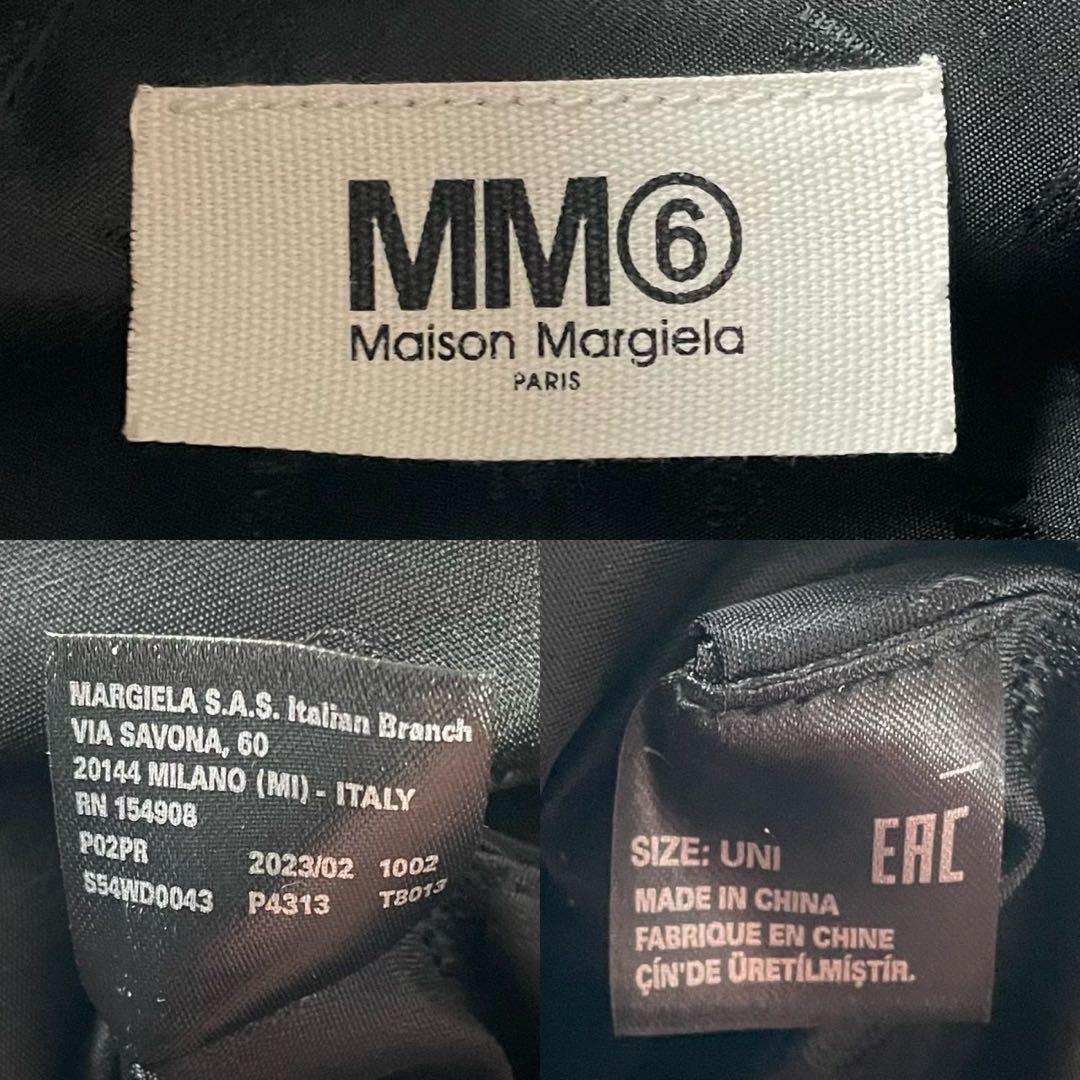 MM⑥
Maison Margiela
PARIS
MARGIELA S.A.S. Italian Branch
VIA SAVONA, 60
20144 MILANO (MI) - ITALY
RN 154908
P02PR 2023/02 1002
S54WD0043 P4313 T8013
SIZE: UNI EAC
MADE IN CHINA
FABRIQUE EN CHINE
ÇİN'DE ÜRETİLMİŞTİR.